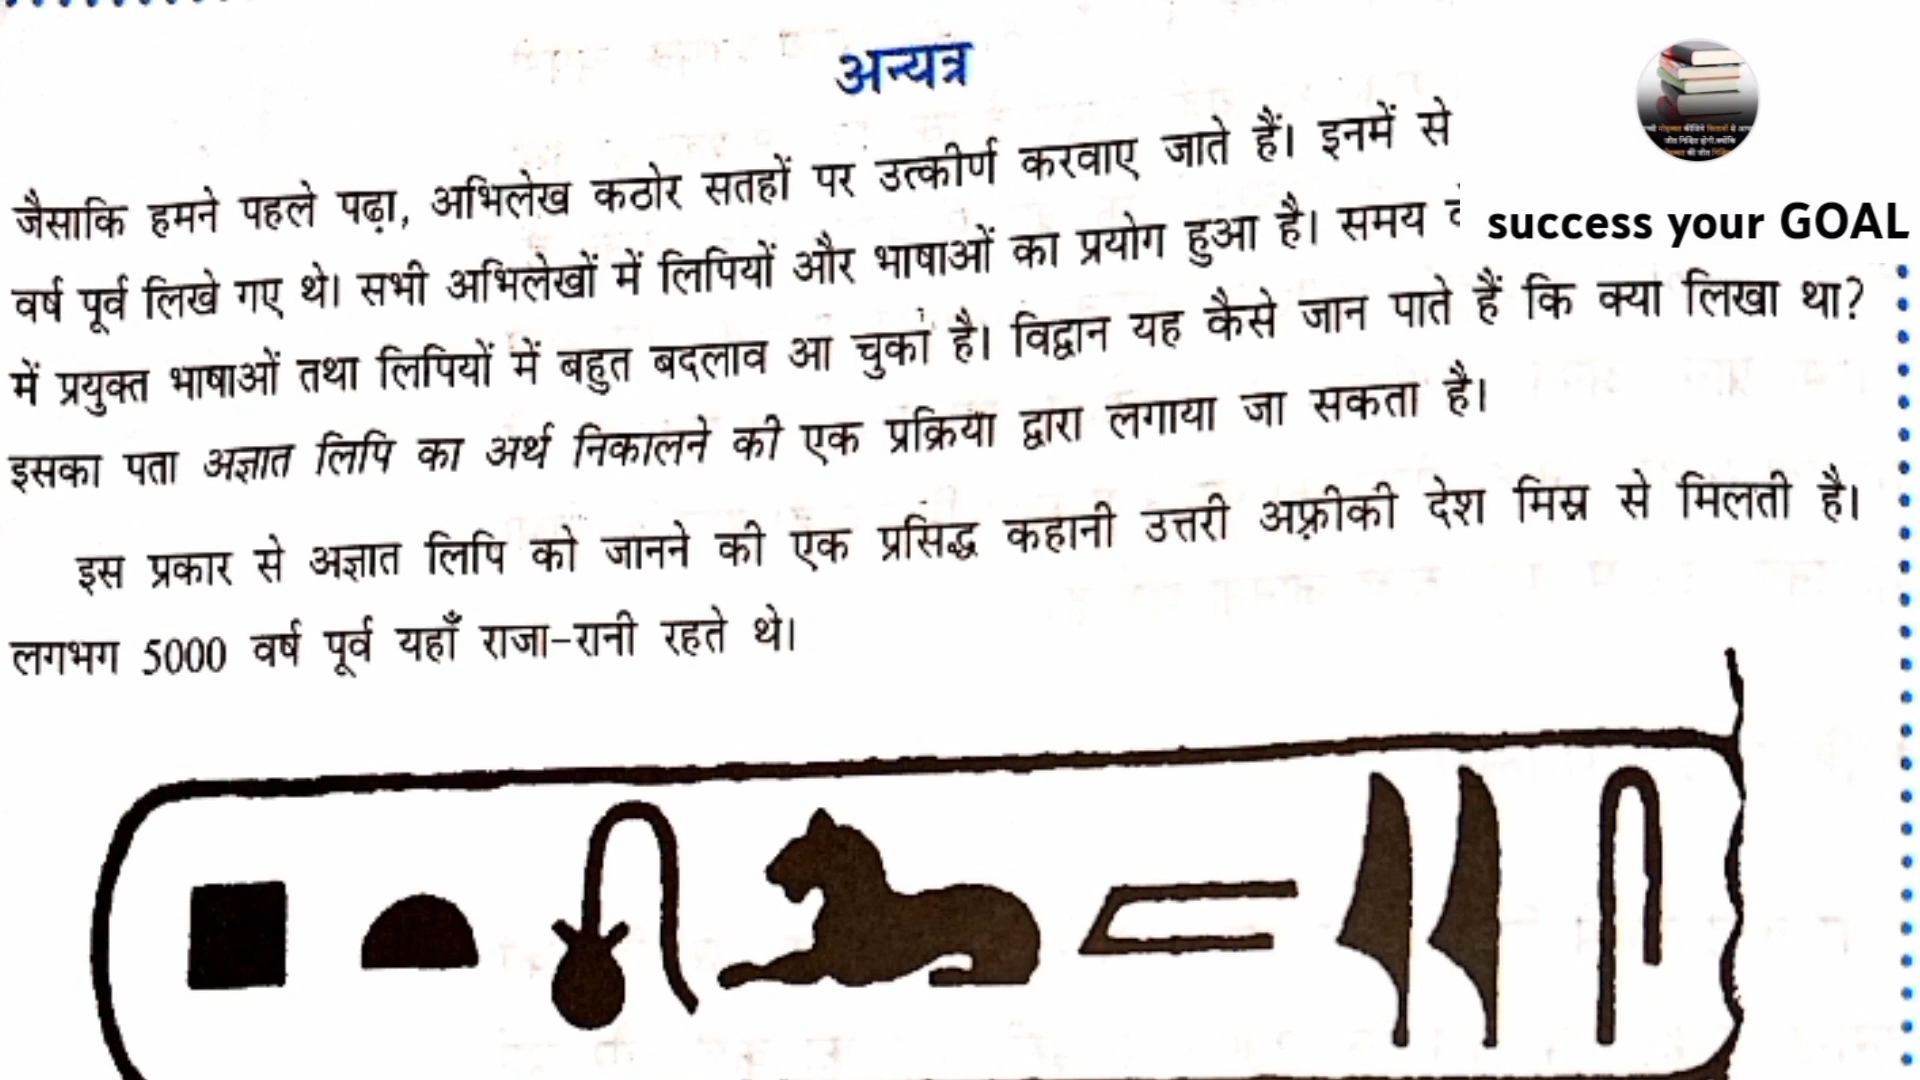 अन्यत्र
जैसाकि हमने पहले पढ़ा, अभिलेख कठोर सतहों पर उत्कीर्ण करवाए जाते हैं। इनमें से
वर्ष पूर्व लिखे गए थे। सभी अभिलेखों में लिपियों और भाषाओं का प्रयोग हुआ है। समय
में प्रयुक्त भाषाओं तथा लिपियों में बहुत बदलाव आ चुका है। विद्वान यह कैसे जान पाते हैं कि क्या लिखा था?
इसका पता अज्ञात लिपि का अर्थ निकालने की एक प्रक्रिया द्वारा लगाया जा सकता है।
इस प्रकार से अज्ञात लिपि को जानने की एक प्रसिद्ध कहानी उत्तरी अफ़्रीकी देश मिस्र से मिलती है।
लगभग 5000 वर्ष पूर्व यहाँ राजा-रानी रहते थे।
success your GOAL